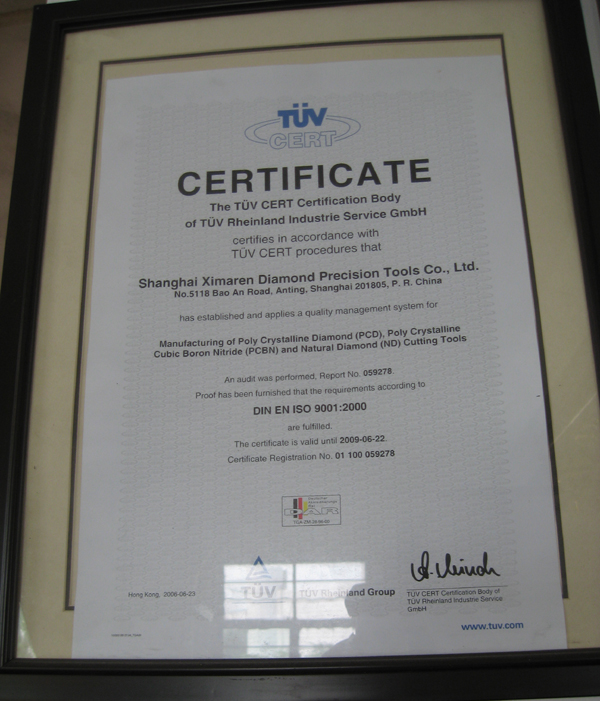 TÜV
CERT
CERTIFICATE
The TÜV CERT Certification Body
of TÜV Rheinland Industrie Service GmbH
certifies in accordance with
TÜV CERT procedures that
Shanghai Ximaren Diamond Precision Tools Co., Ltd.
No.5118 Bao An Road, Anting, Shanghai 201805, P. R. China
has established and applies a quality management system for
Manufacturing of Poly Crystalline Diamond (PCD), Poly Crystalline
Cubic Boron Nitride (PCBN) and Natural Diamond (ND) Cutting Tools
An audit was performed, Report No. 059278.
Proof has been furnished that the requirements according to
DIN EN ISO 9001:2000
are fulfilled.
The certificate is valid until 2009-06-22.
Certificate Registration No. 01 100 059278
DAR
Hong Kong, 2006-06-23
TÜV
TÜV Rheinland Group
TÜV CERT Certification Body of
TÜV Rheinland Industrie Service
GmbH
www.tuv.com